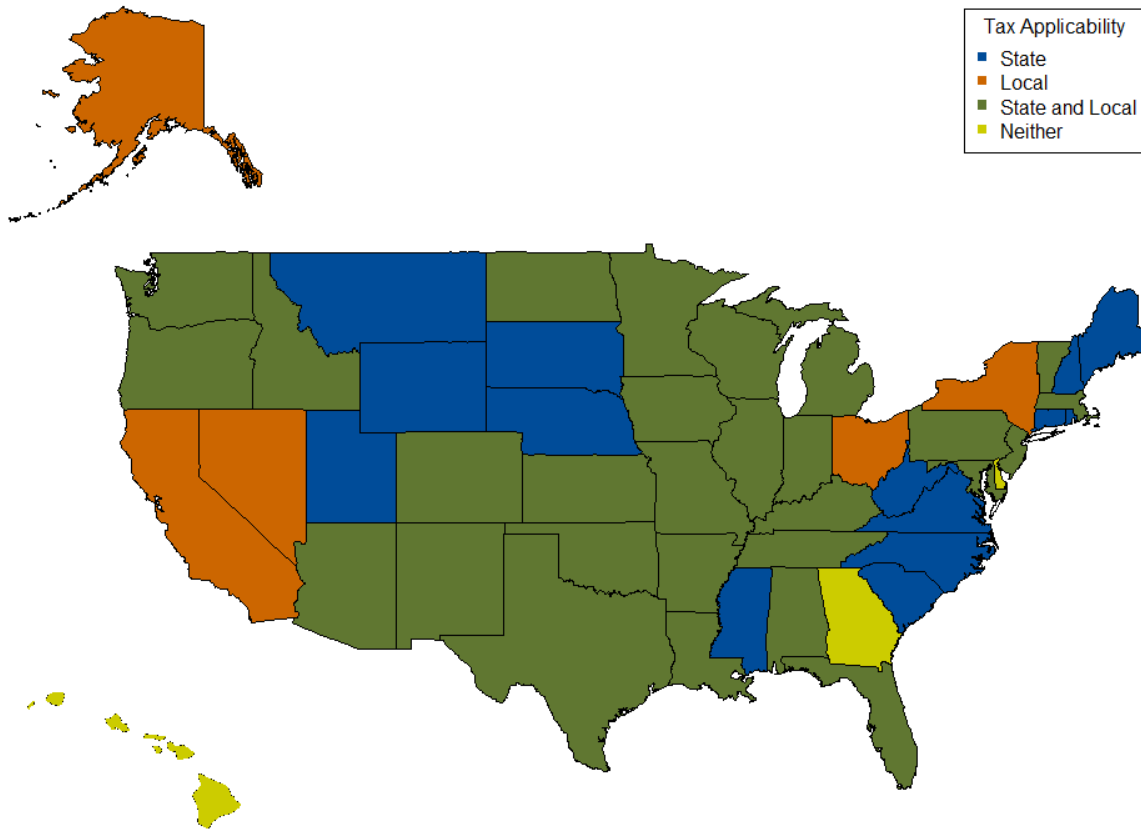 Tax Applicability
State
Local
State and Local
Neither